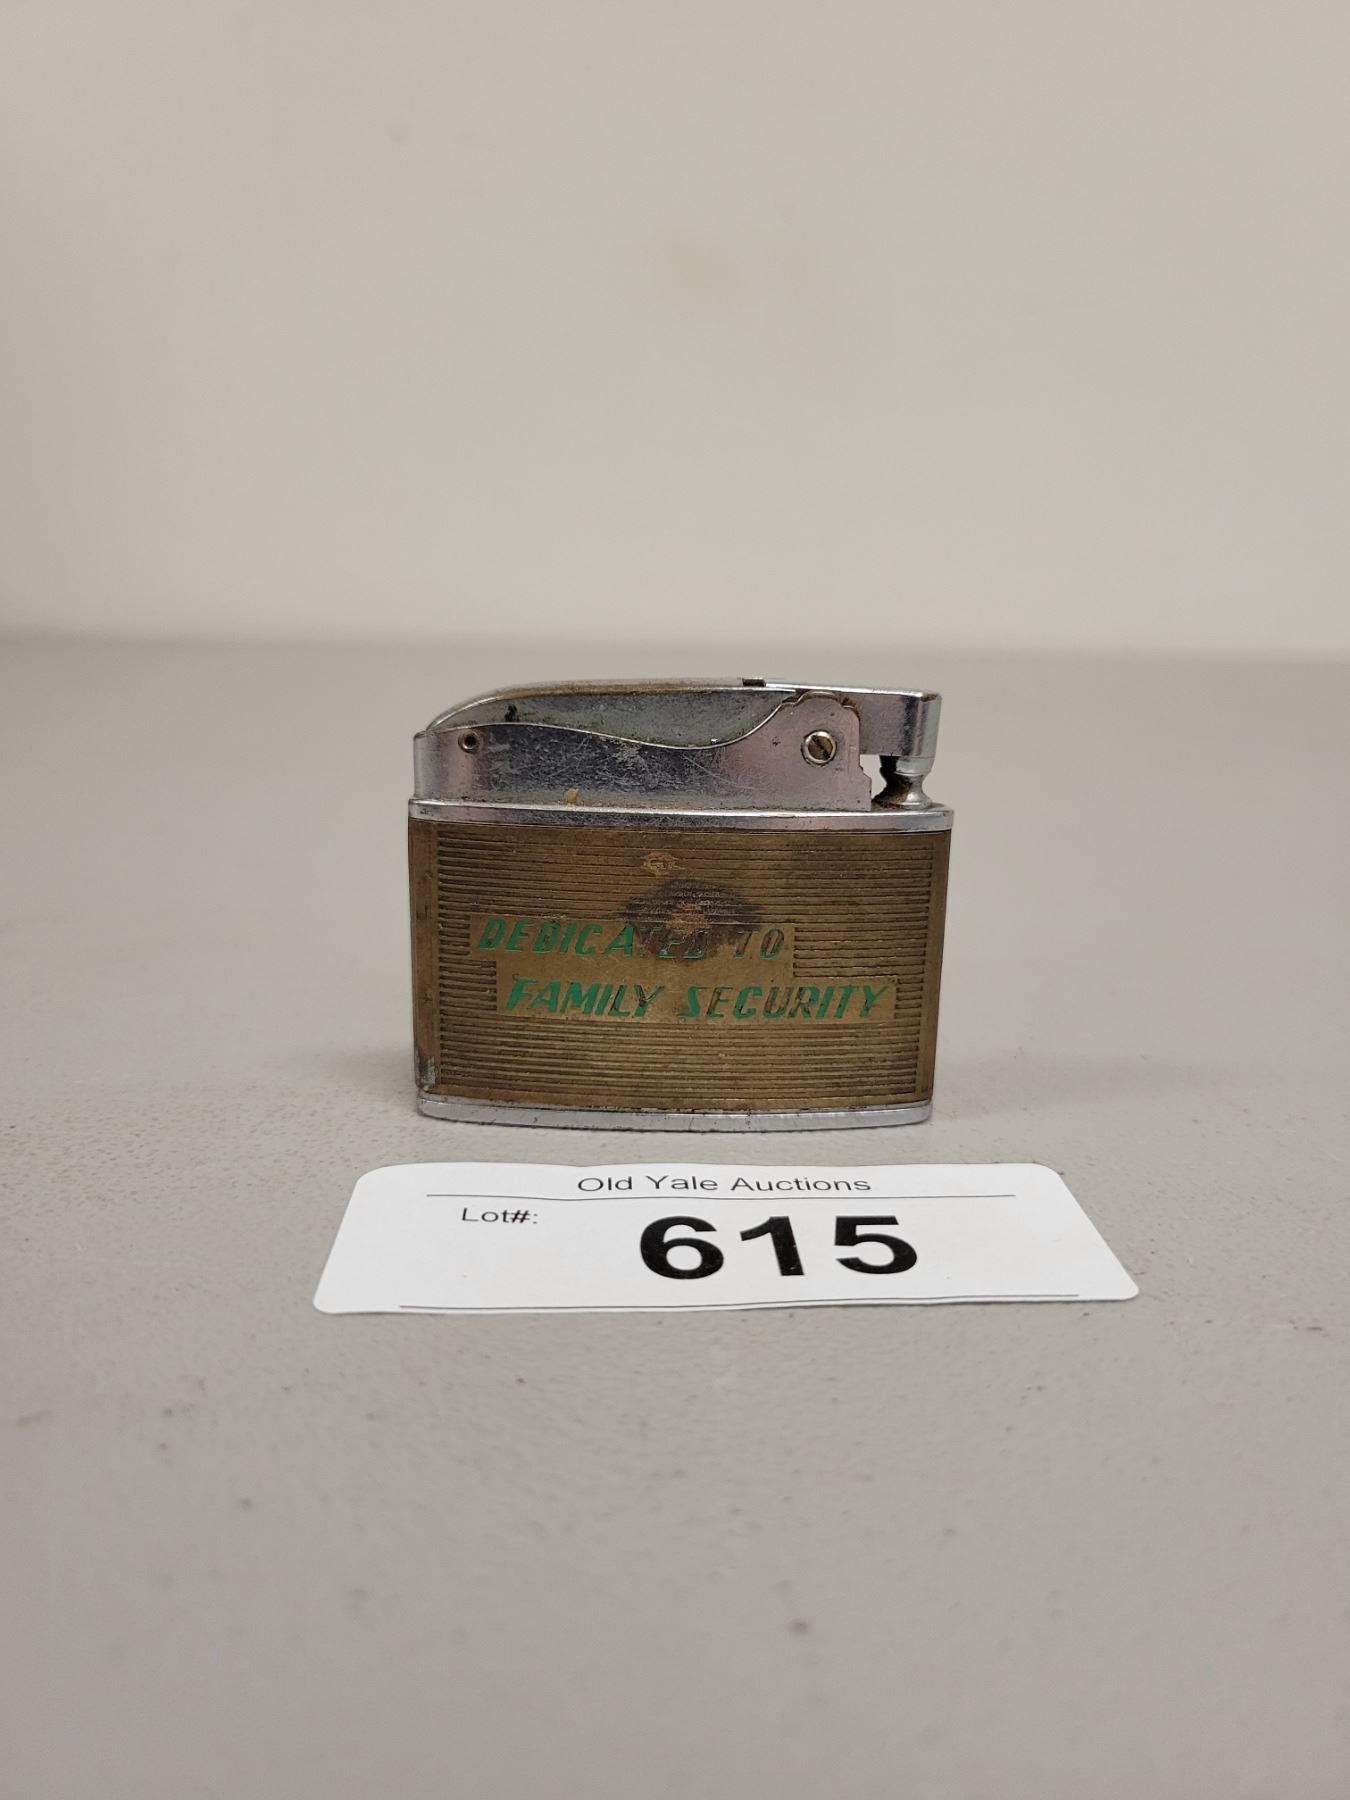 DEDICATED TO
FAMILY SECURITY
Old Yale Auctions
Lot#: 615